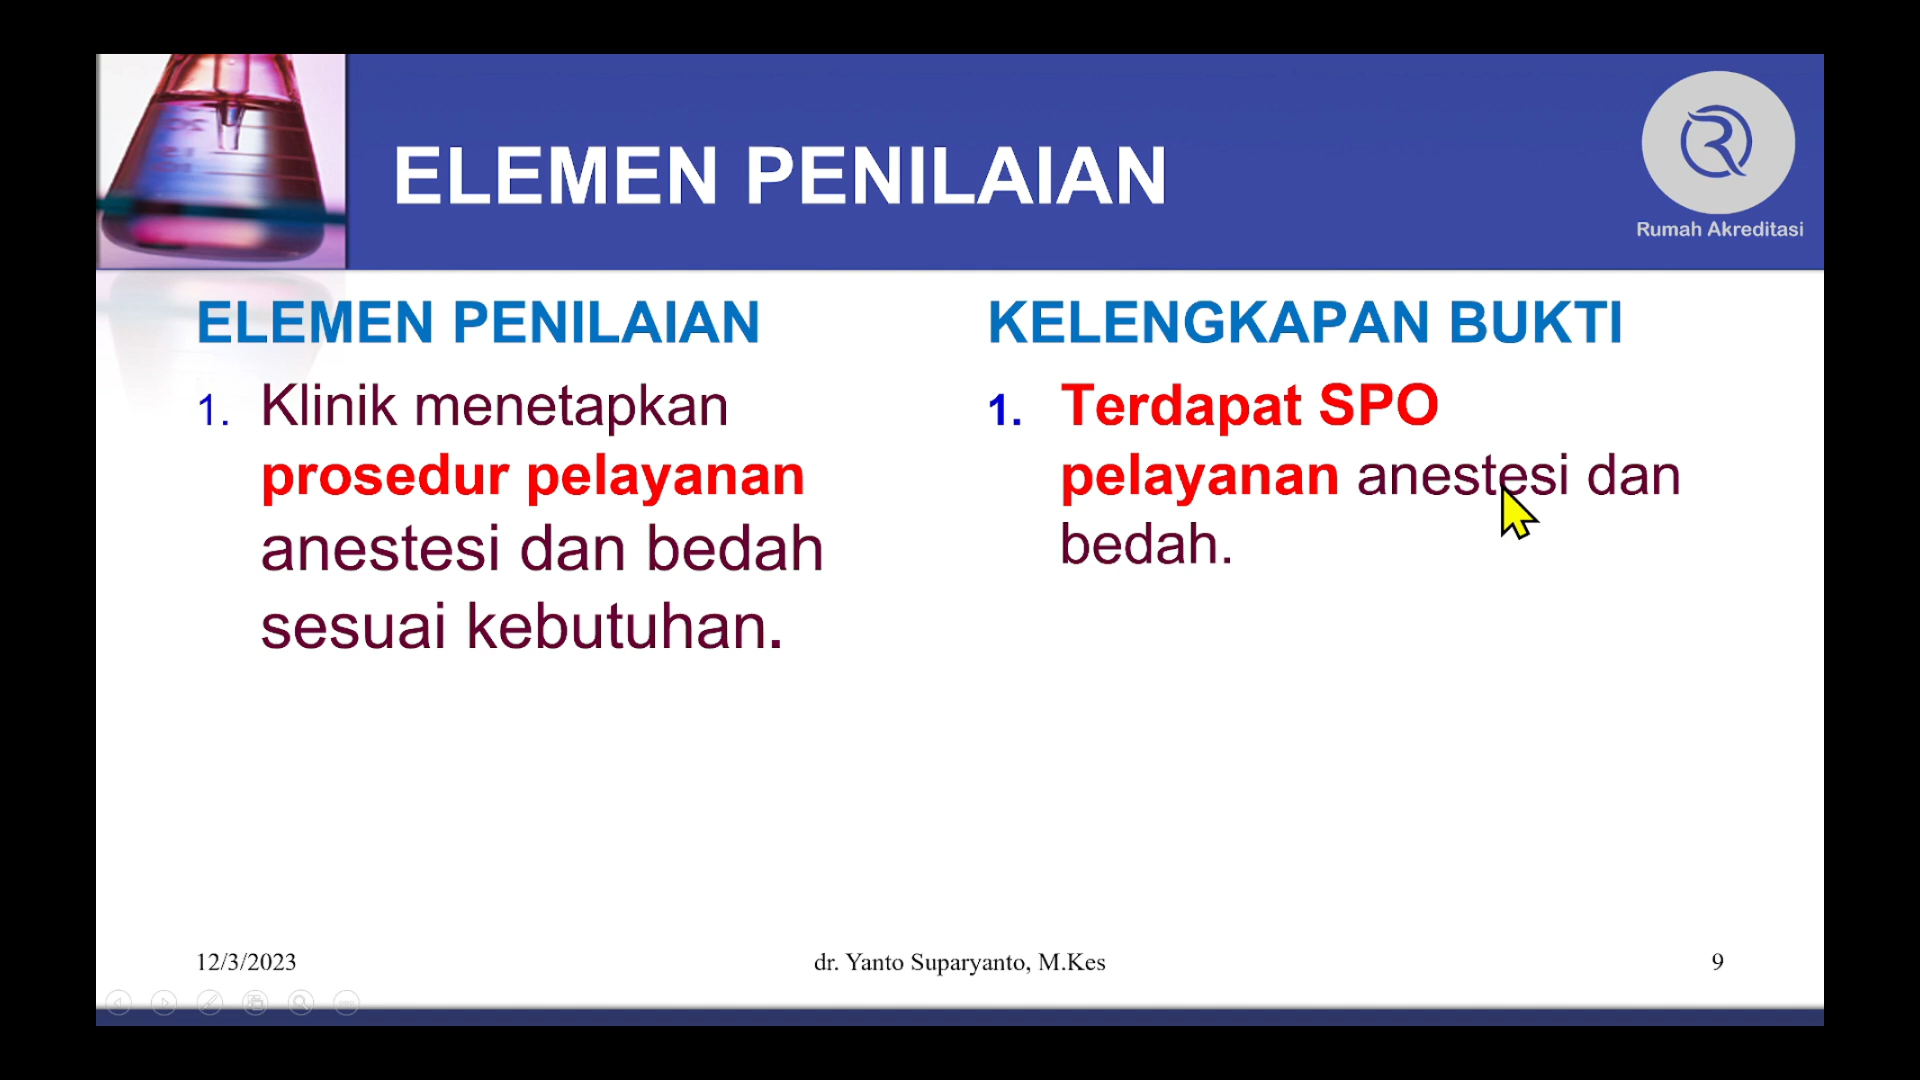 ELEMEN PENILAIAN
Rumah Akreditasi
ELEMEN PENILAIAN
1. Klinik menetapkan
prosedur pelayanan
anestesi dan bedah
sesuai kebutuhan.
KELENGKAPAN BUKTI
1. Terdapat SPO
pelayanan anestesi dan
bedah.
12/3/2023
dr. Yanto Suparyanto, M.Kes
9